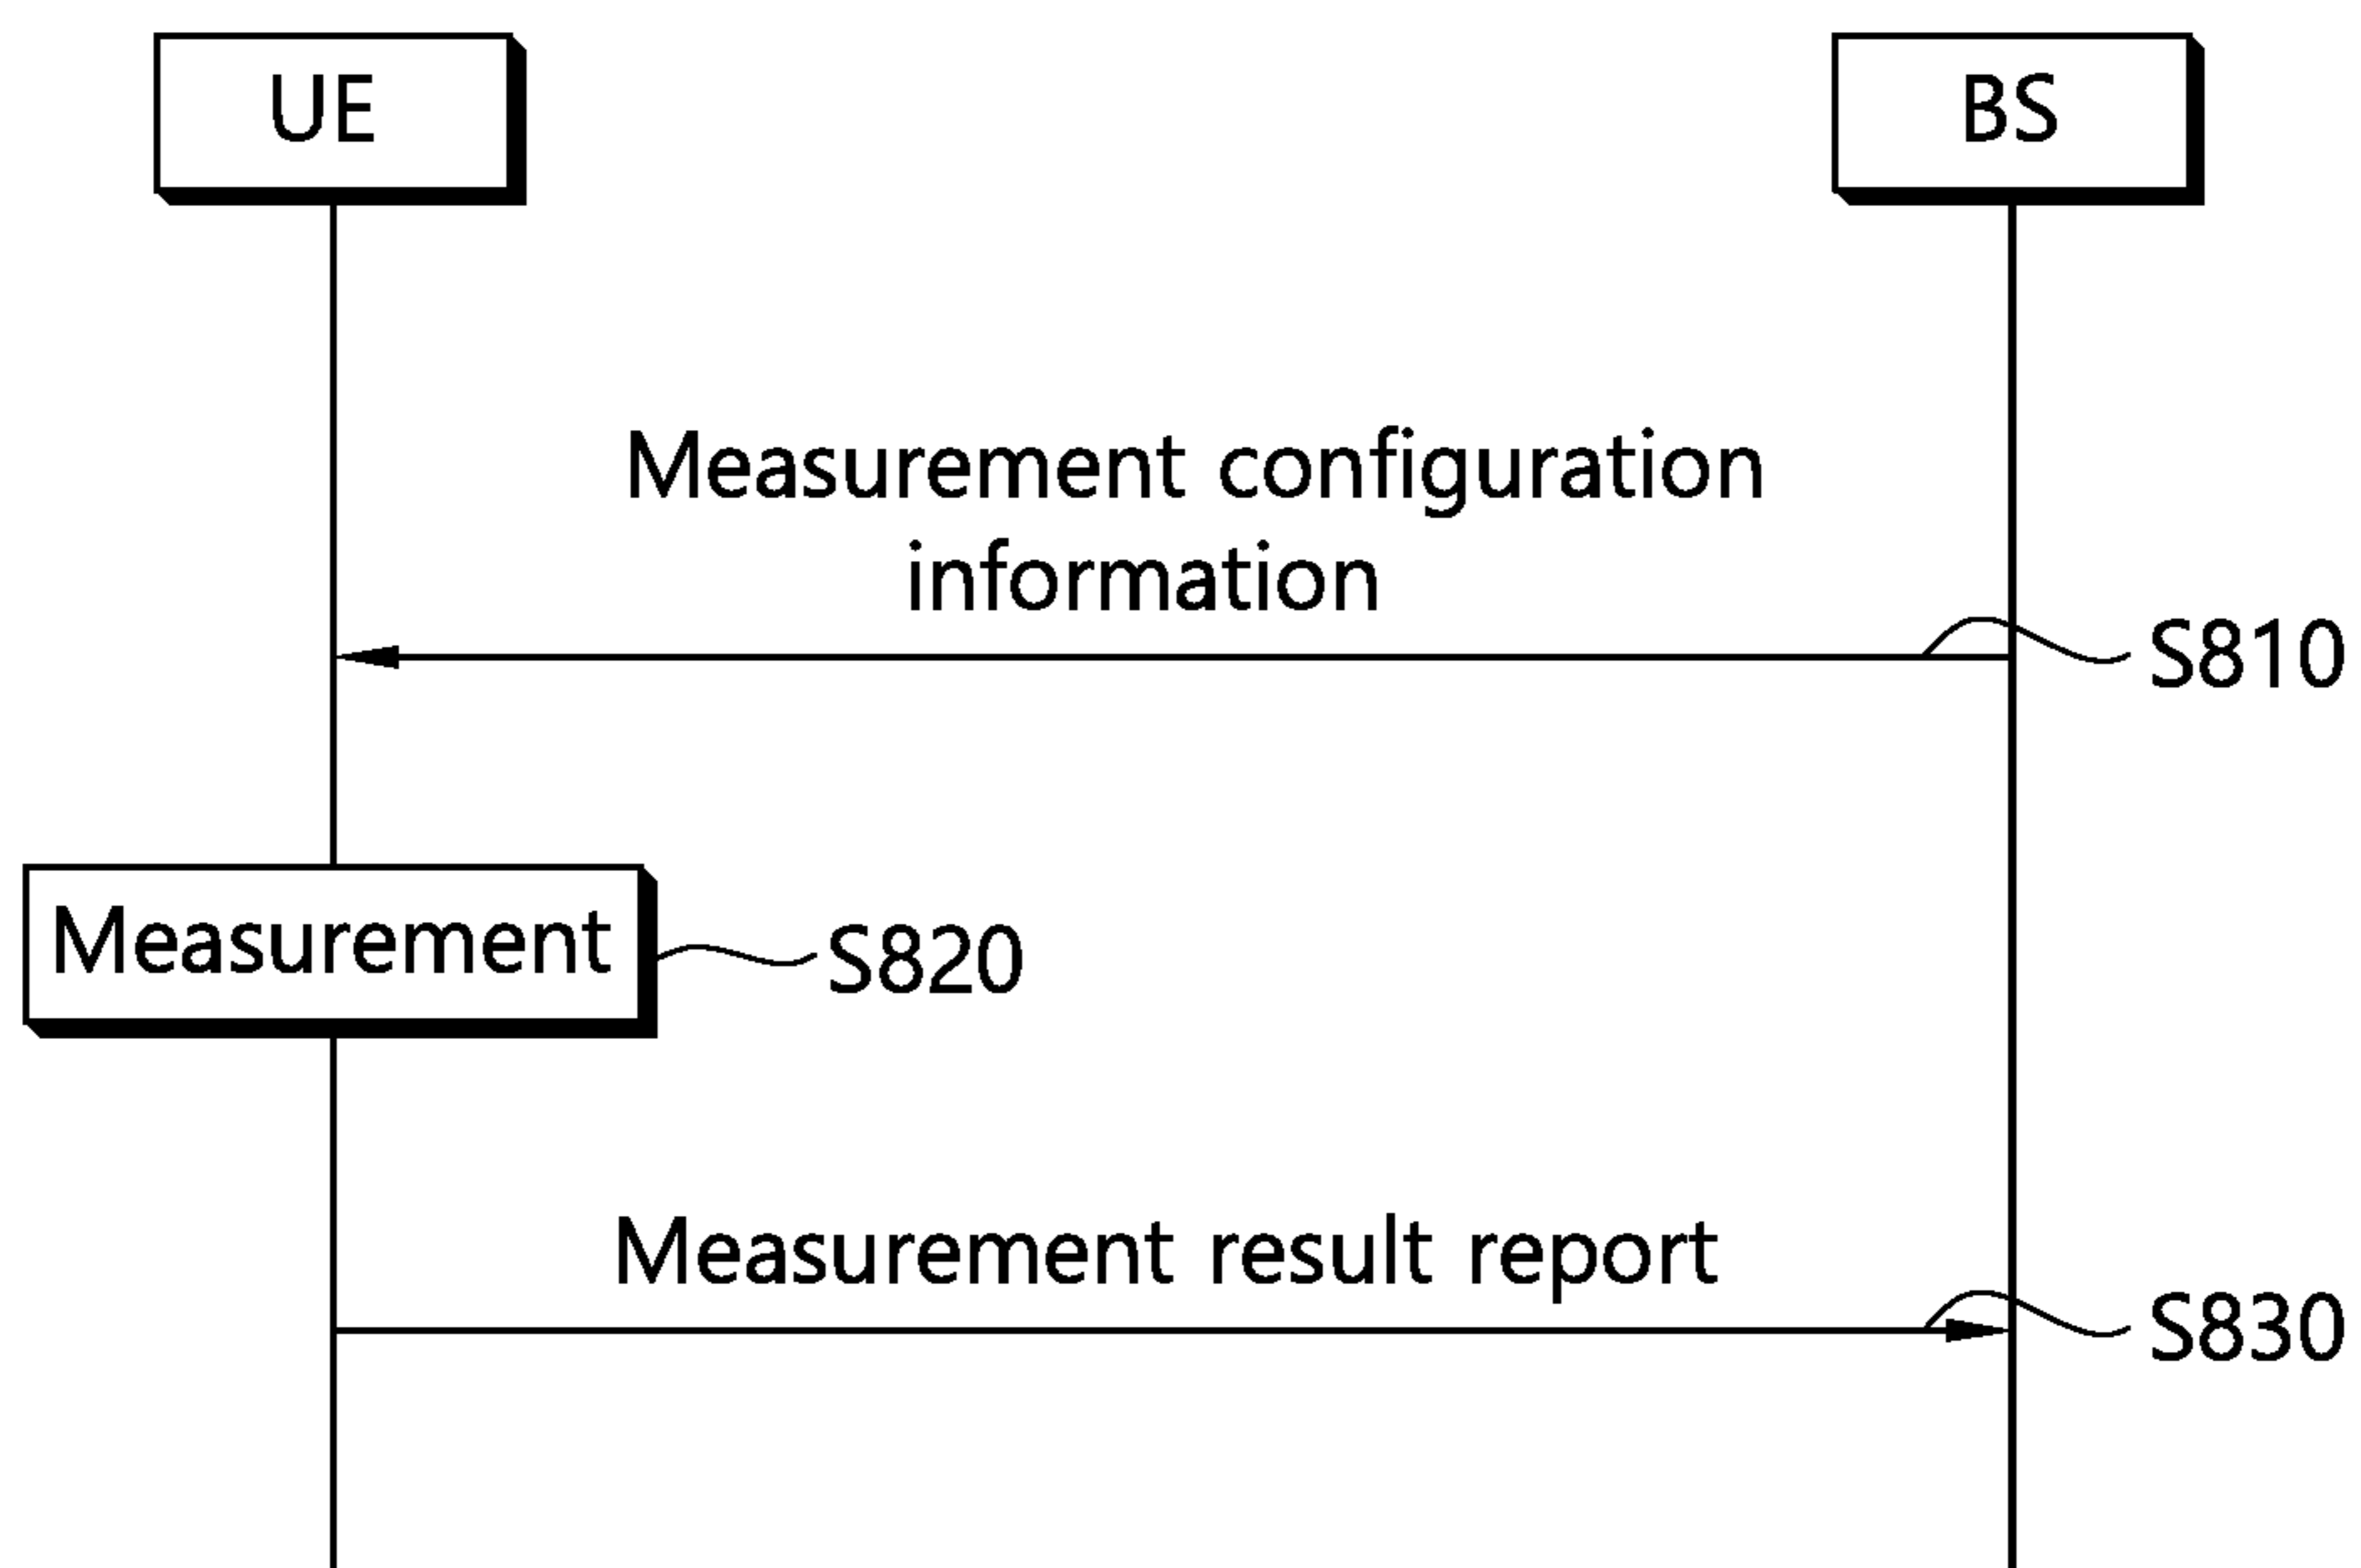 UE
BS
Measurement configuration
information
S810
Measurement
S820
Measurement result report
S830